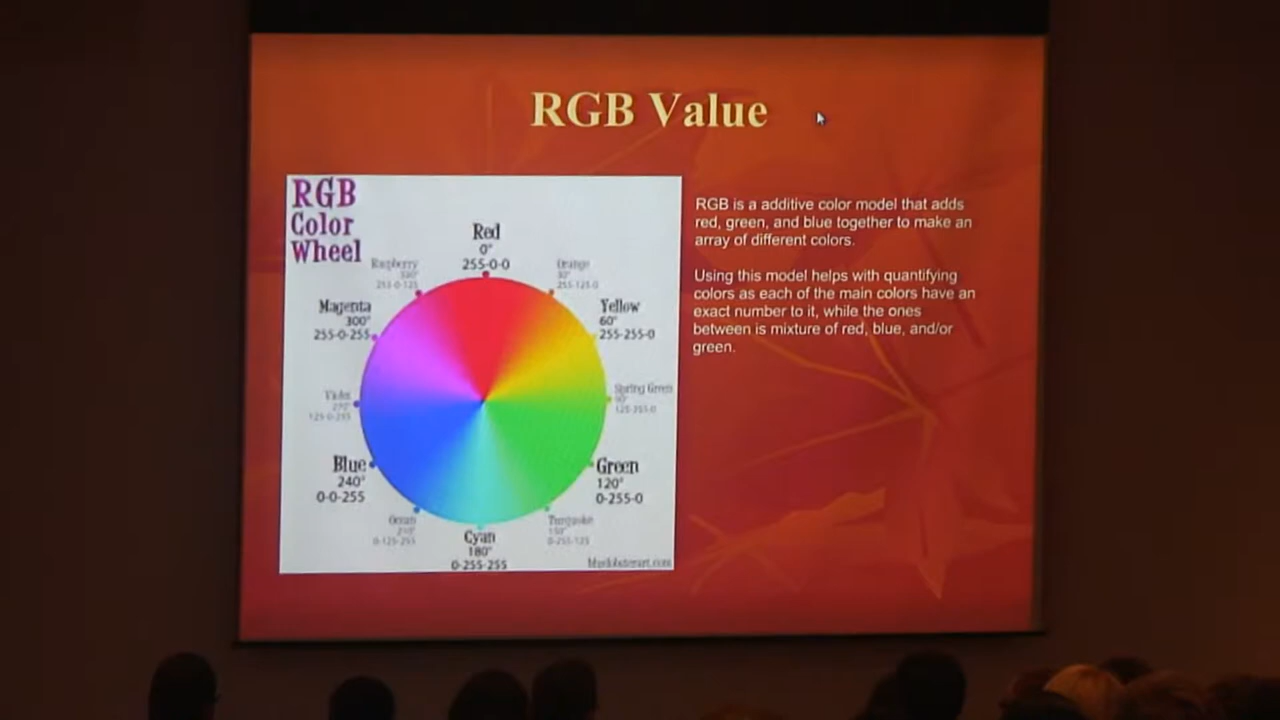 RGB Value
RGB
Color
Wheel
Red
0°
255-0-0
Orange
30°
255-125-0
Yellow
60°
255-255-0
Spring Green
90°
125-255-0
Green
120°
0-255-0
Turquoise
150°
0-255-125
Cyan
180°
0-255-255
Ocean
210°
0-125-255
Blue
240°
0-0-255
Violet
270°
125-0-255
Magenta
300°
255-0-255
Raspberry
255-0-125
RGB is a additive color model that adds
red, green, and blue together to make an
array of different colors.
Using this model helps with quantifying
colors as each of the main colors have an
exact number to it, while the ones
between is mixture of red, blue, and/or
green.